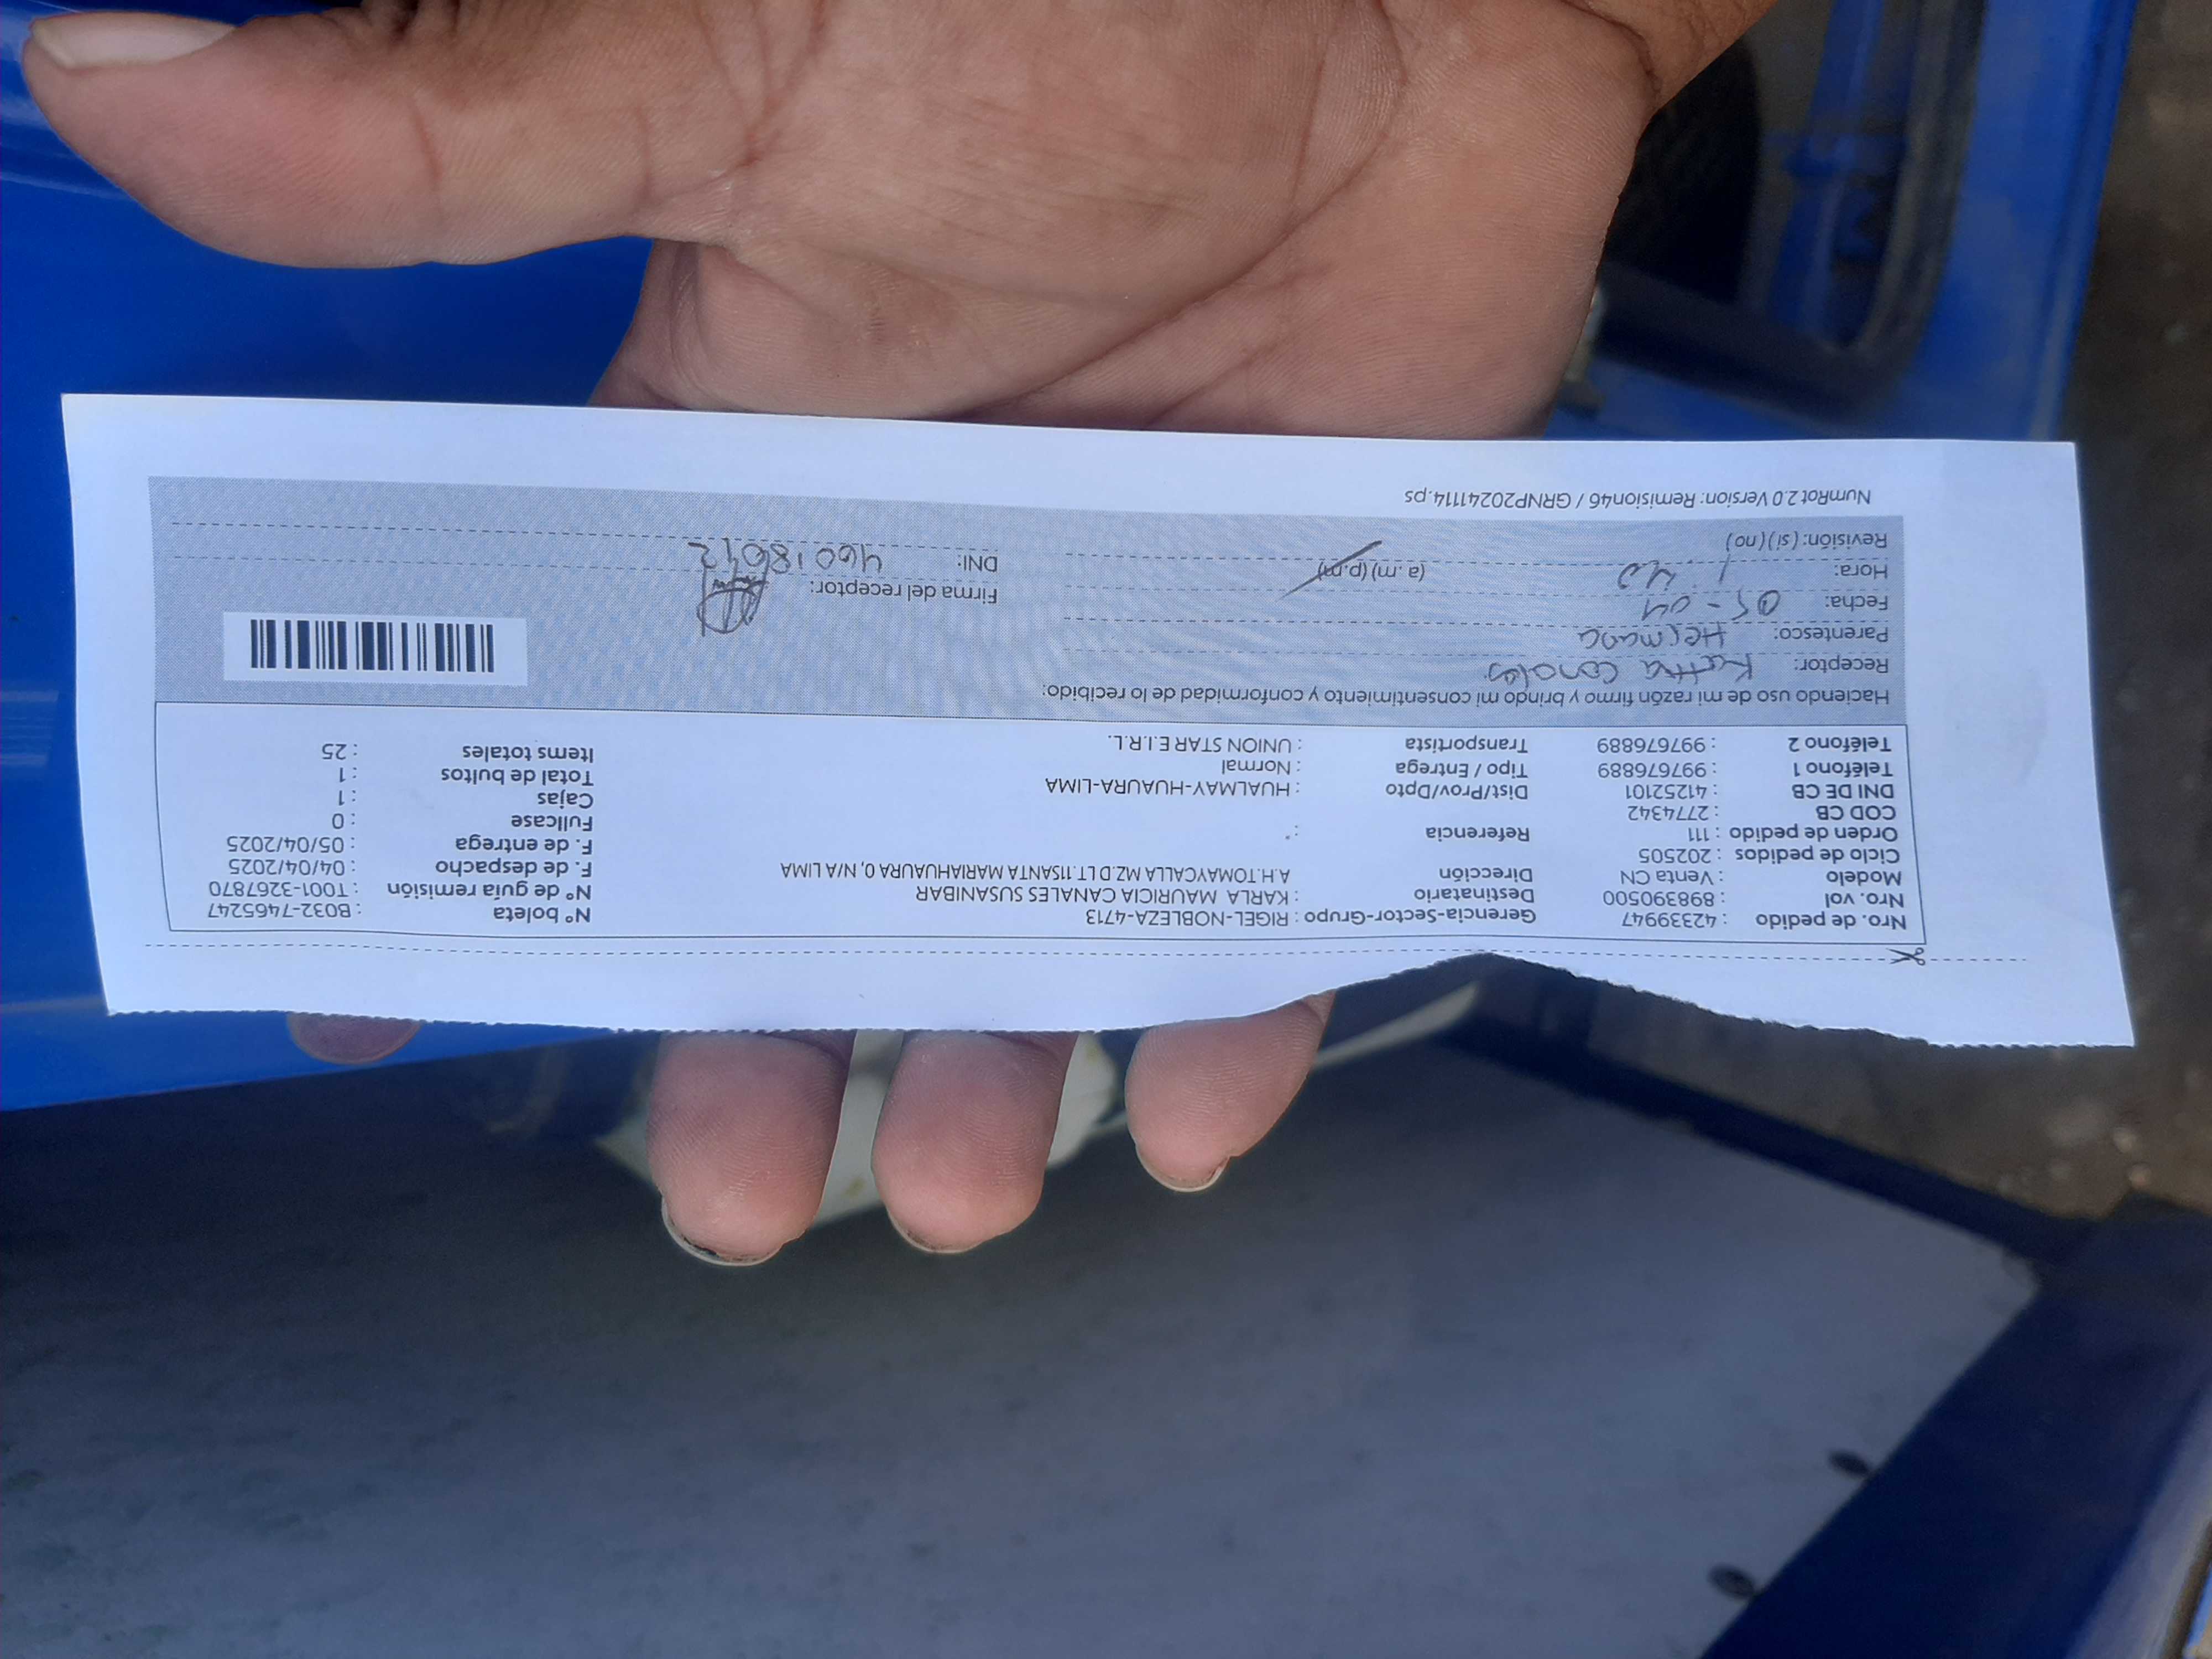 Nro. de pedido : 42339947 Gerencia-Sector-Grupo : RIGEL-NOBLEZA-4713 N° boleta : B032-7465247
Nro. vol : 898390500 Destinatario : KARLA MAURICIA CANALES SUSANIBAR N° de guía remisión : T001-3267870
Modelo : Venta CN Dirección A.H.TOMAYCALLA MZ.D LT.11SANTA MARIAHUAURA 0, N/A LIMA F. de despacho : 04/04/2025
Ciclo de pedidos : 202505 F. de entrega : 05/04/2025
Orden de pedido : 111 Referencia : * Fullcase : 0
COD CB : 2774342 Cajas : 1
DNI DE CB : 41252101 Dist/Prov/Dpto : HUALMAY-HUAURA-LIMA Total de bultos : 1
Teléfono 1 : 997676889 Tipo / Entrega : Normal Items totales : 25
Teléfono 2 : 997676889 Transportista : UNION STAR E.I.R.L.
Haciendo uso de mi razón firmo y brindo mi consentimiento y conformidad de lo recibido:
Receptor: Canales
Parentesco: Hermana
Fecha: 05-04 Firma del receptor:
Hora: 1:40 (a.m) (p.m) DNI: 46018012
Revisión: (si) (no)
NumRot 2.0 Version: Remision46 / GRNP20241114.ps